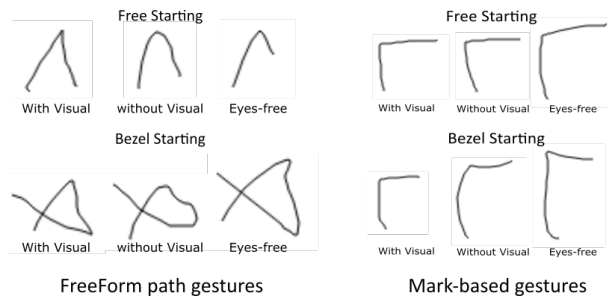 Free Starting
With Visual without Visual Eyes-free
Bezel Starting
With Visual without Visual Eyes-free
FreeForm path gestures
Free Starting
With Visual Without Visual Eyes-free
Bezel Starting
With Visual Without Visual Eyes-free
Mark-based gestures